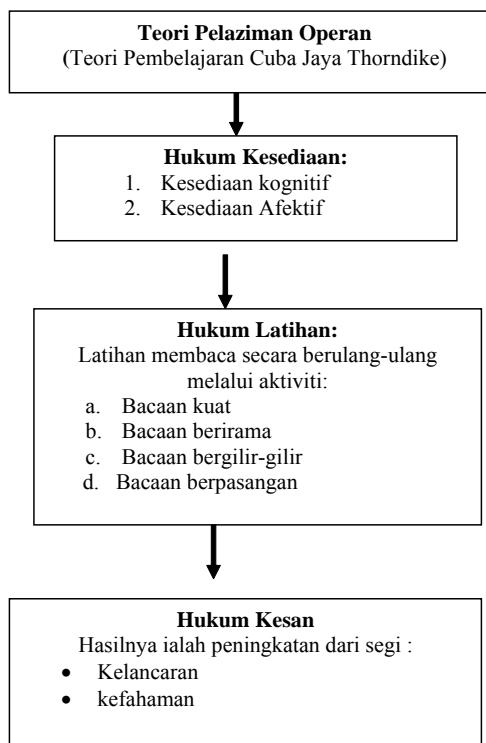 Teori Pelaziman Operan
(Teori Pembelajaran Cuba Jaya Thorndike)
Hukum Kesediaan:
1. Kesediaan kognitif
2. Kesediaan Afektif
Hukum Latihan:
Latihan membaca secara berulang-ulang
melalui aktiviti:
a. Bacaan kuat
b. Bacaan berirama
c. Bacaan bergilir-gilir
d. Bacaan berpasangan
Hukum Kesan
Hasilnya ialah peningkatan dari segi :
• Kelancaran
• kefahaman